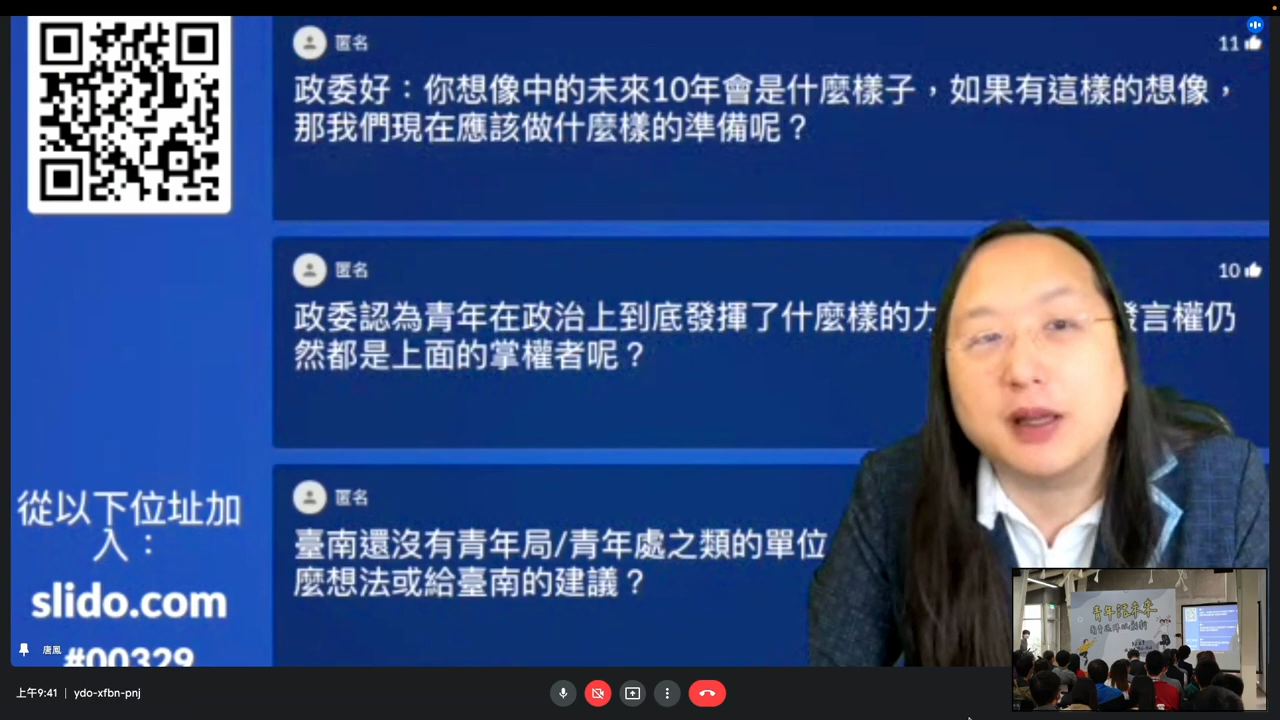 匿名
11
政委好：你想像中的未來10年會是什麼樣子，如果有這樣的想像，
那我們現在應該做什麼樣的準備呢？
匿名
10
政委認為青年在政治上到底發揮了什麼樣的力
發言權仍
然都是上面的掌權者呢？
匿名
臺南還沒有青年局/青年處之類的單位
麼想法或給臺南的建議？
從以下位址加
入：
slido.com
#00329
唐鳳
青年說未來
上午9:41 | ydo-xfbn-pnj